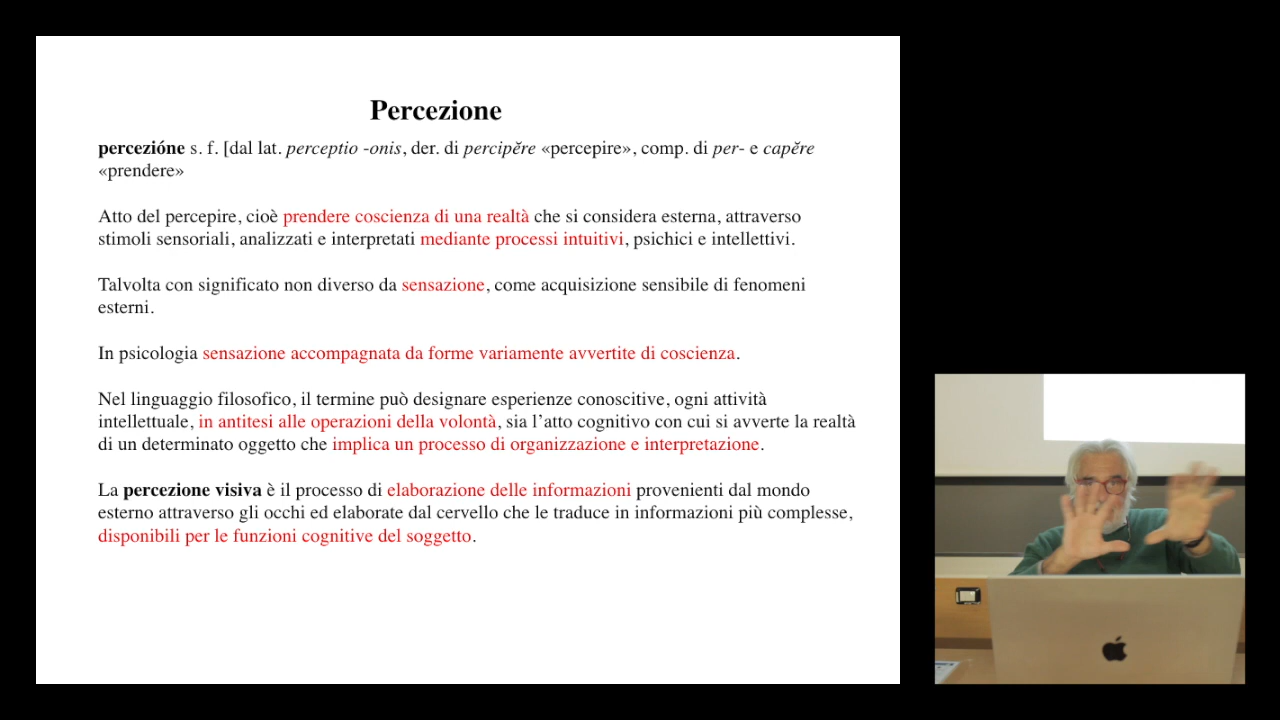 Percezione
percezióne s. f. [dal lat. perceptio -onis, der. di percipĕre «percepire», comp. di per- e capĕre
«prendere»
Atto del percepire, cioè prendere coscienza di una realtà che si considera esterna, attraverso
stimoli sensoriali, analizzati e interpretati mediante processi intuitivi, psichici e intellettivi.
Talvolta con significato non diverso da sensazione, come acquisizione sensibile di fenomeni
esterni.
In psicologia sensazione accompagnata da forme variamente avvertite di coscienza.
Nel linguaggio filosofico, il termine può designare esperienze conoscitive, ogni attività
intellettuale, in antitesi alle operazioni della volontà, sia l’atto cognitivo con cui si avverte la realtà
di un determinato oggetto che implica un processo di organizzazione e interpretazione.
La percezione visiva è il processo di elaborazione delle informazioni provenienti dal mondo
esterno attraverso gli occhi ed elaborate dal cervello che le traduce in informazioni più complesse,
disponibili per le funzioni cognitive del soggetto.